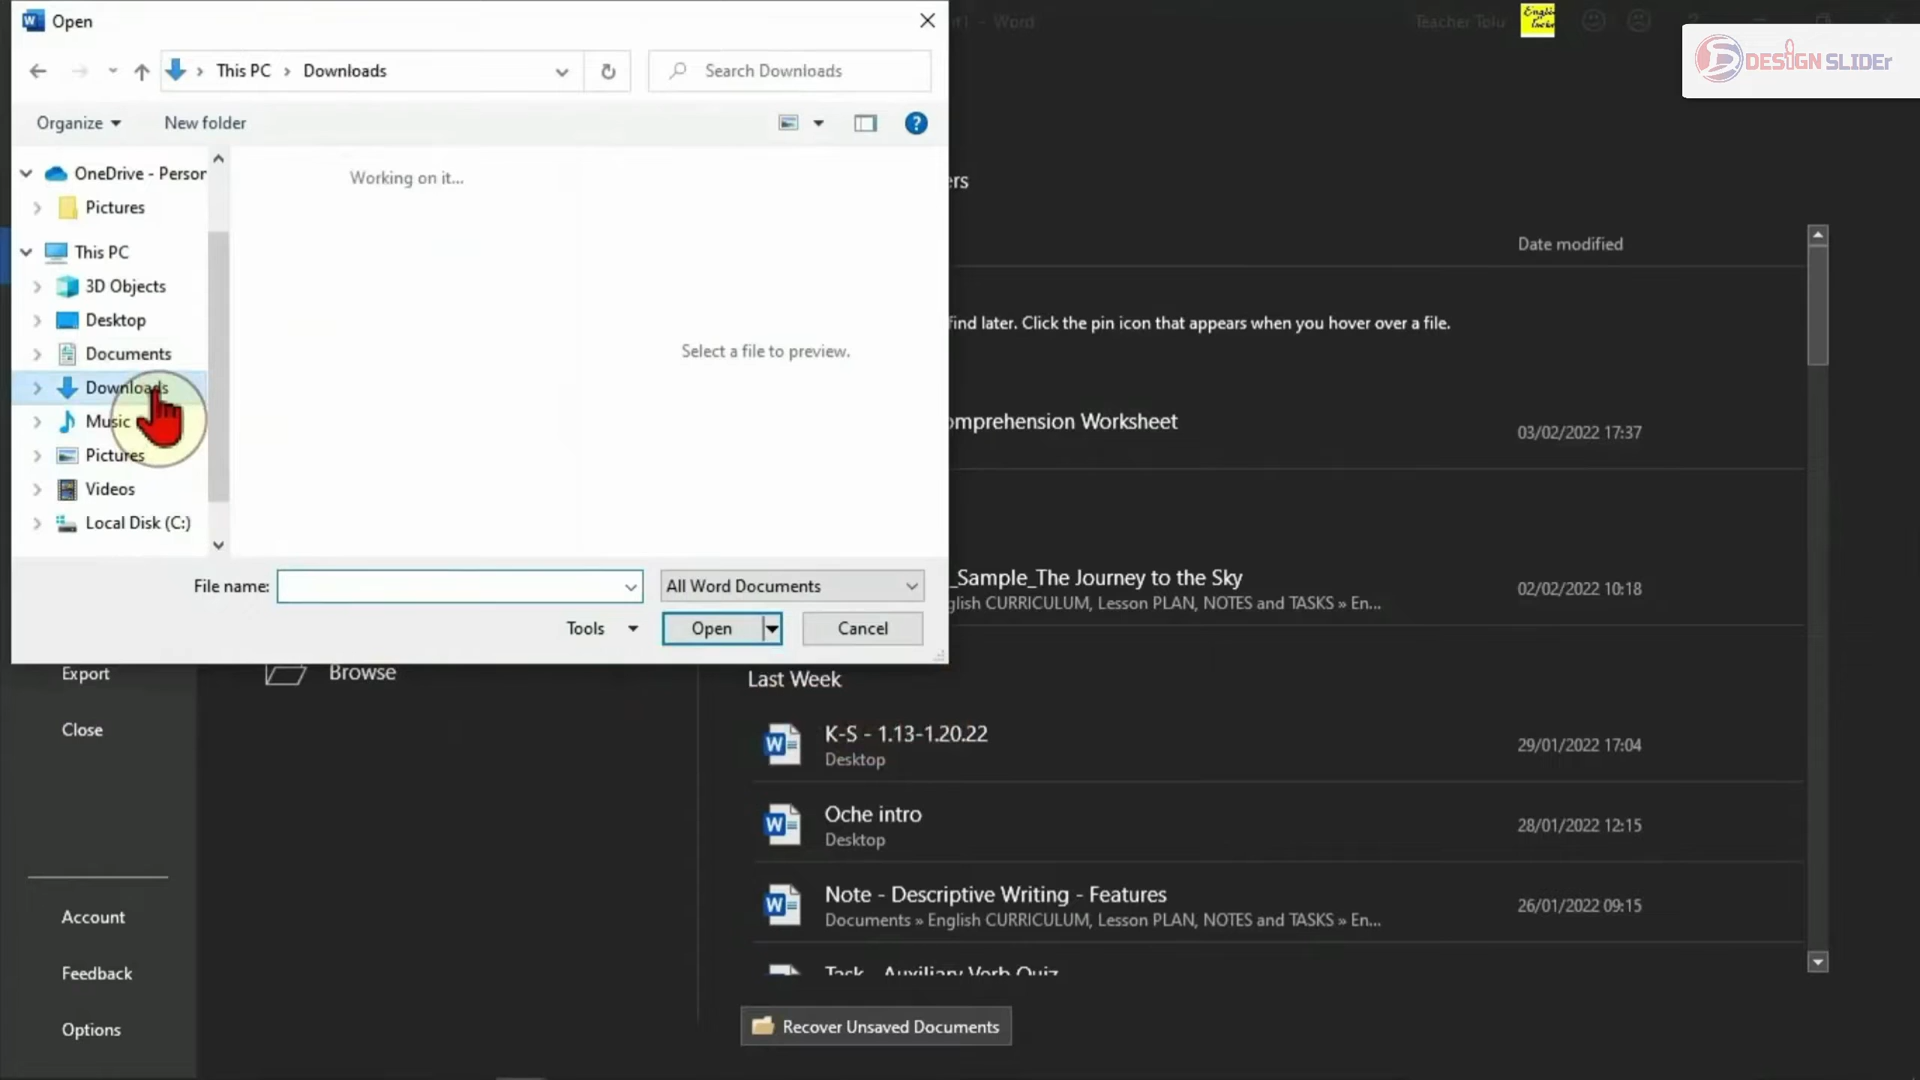 Open
t1 - Word
Teacher Tolu
DESIGN SLIDEr
This PC
Downloads
Search Downloads
Organize
New folder
OneDrive - Person
Pictures
This PC
3D Objects
Desktop
Documents
Downloads
Music
Pictures
Videos
Local Disk (C:)
Working on it...
Select a file to preview.
File name:
All Word Documents
Tools
Open
Cancel
ers
Date modified
find later. Click the pin icon that appears when you hover over a file.
omprehension Worksheet
03/02/2022 17:37
_Sample_The Journey to the Sky
glish CURRICULUM, Lesson PLAN, NOTES and TASKS » En...
02/02/2022 10:18
Export
Browse
Close
Last Week
K-S - 1.13-1.20.22
Desktop
29/01/2022 17:04
Oche intro
Desktop
28/01/2022 12:15
Note - Descriptive Writing - Features
Documents » English CURRICULUM, Lesson PLAN, NOTES and TASKS » En...
26/01/2022 09:15
Task - Auxiliary Verb Quiz
Account
Feedback
Options
Recover Unsaved Documents